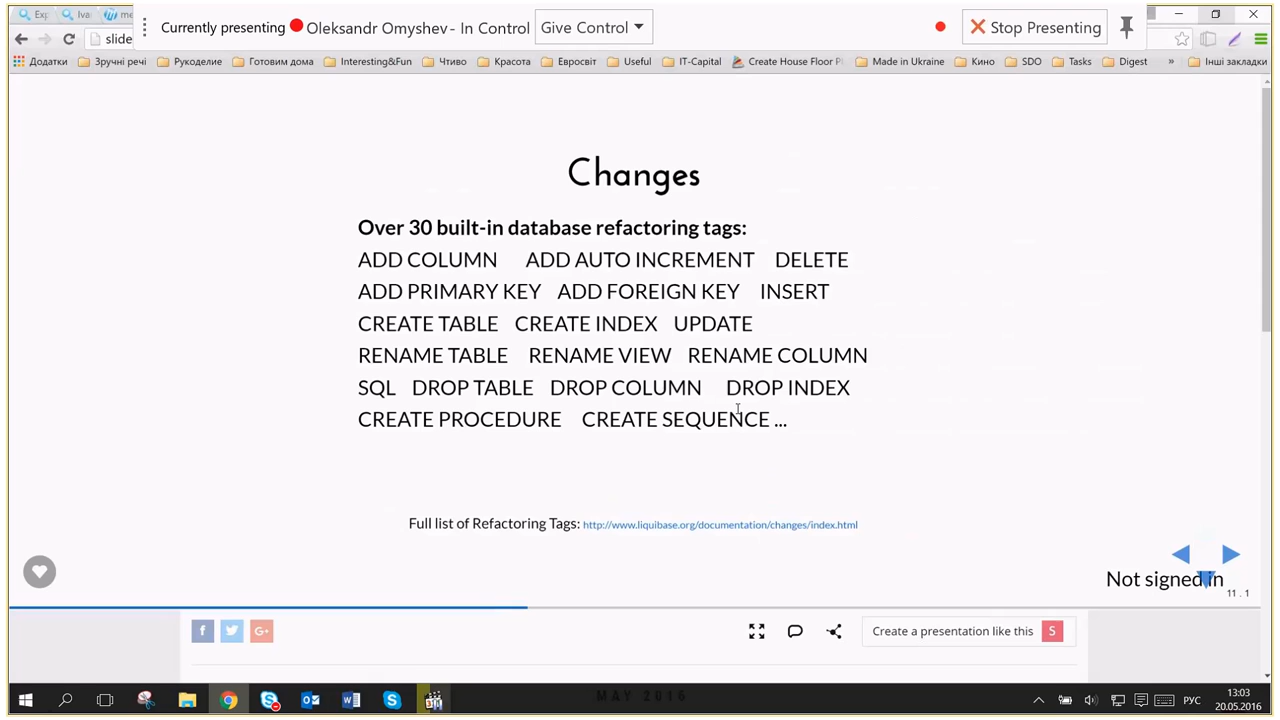 Exp
Iva
me
Currently presenting Oleksandr Omyshev - In Control Give Control Stop Presenting
slide
Додатки Зручні речі Рукоделие Готовим дома Interesting&Fun Чтиво Красота Евросвіт Useful IT-Capital Create House Floor Pl Made in Ukraine Кино SDO Tasks Digest » Інші закладки
Changes
Over 30 built-in database refactoring tags:
ADD COLUMN ADD AUTO INCREMENT DELETE
ADD PRIMARY KEY ADD FOREIGN KEY INSERT
CREATE TABLE CREATE INDEX UPDATE
RENAME TABLE RENAME VIEW RENAME COLUMN
SQL DROP TABLE DROP COLUMN DROP INDEX
CREATE PROCEDURE CREATE SEQUENCE ...
Full list of Refactoring Tags: http://www.liquibase.org/documentation/changes/index.html
Not signed in
11 . 1
Create a presentation like this S
MAY 2016
РУС
13:03
20.05.2016